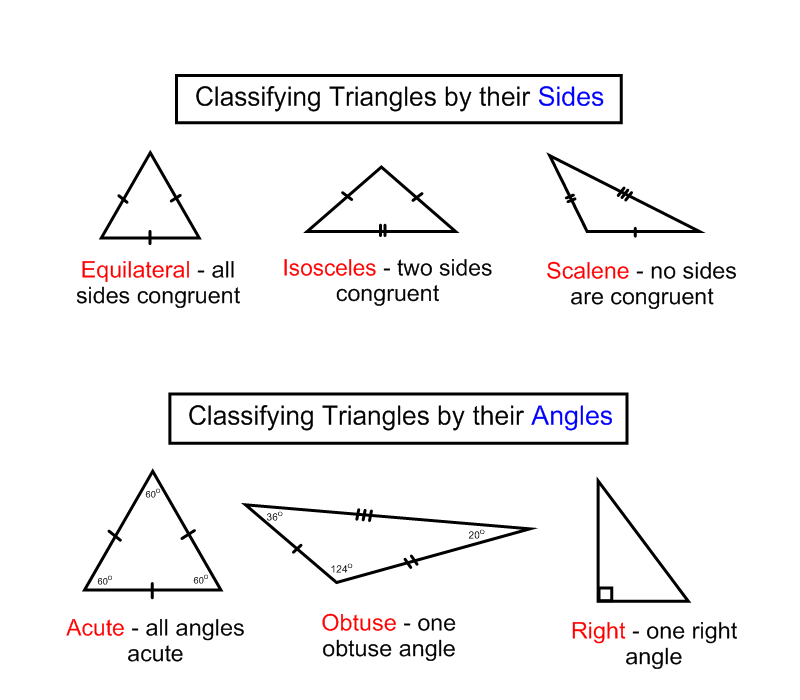 Classifying Triangles by their Sides
Equilateral - all
sides congruent
Isosceles - two sides
congruent
Scalene - no sides
are congruent
Classifying Triangles by their Angles
60°
60°
60°
36°
124°
20°
Acute - all angles
acute
Obtuse - one
obtuse angle
Right - one right
angle